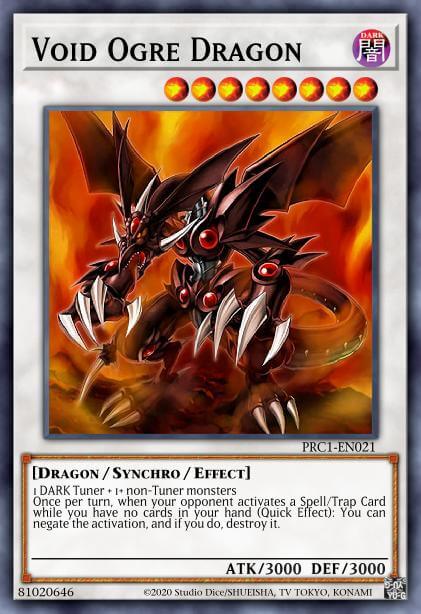 VOID OGRE DRAGON
DARK
闇
PRC1-EN021
[DRAGON / SYNCHRO / EFFECT]
1 DARK Tuner + 1+ non-Tuner monsters
Once per turn, when your opponent activates a Spell/Trap Card
while you have no cards in your hand (Quick Effect): You can
negate the activation, and if you do, destroy it.
ATK/3000 DEF/3000
81020646
©2020 Studio Dice/SHUEISHA, TV TOKYO, KONAMI